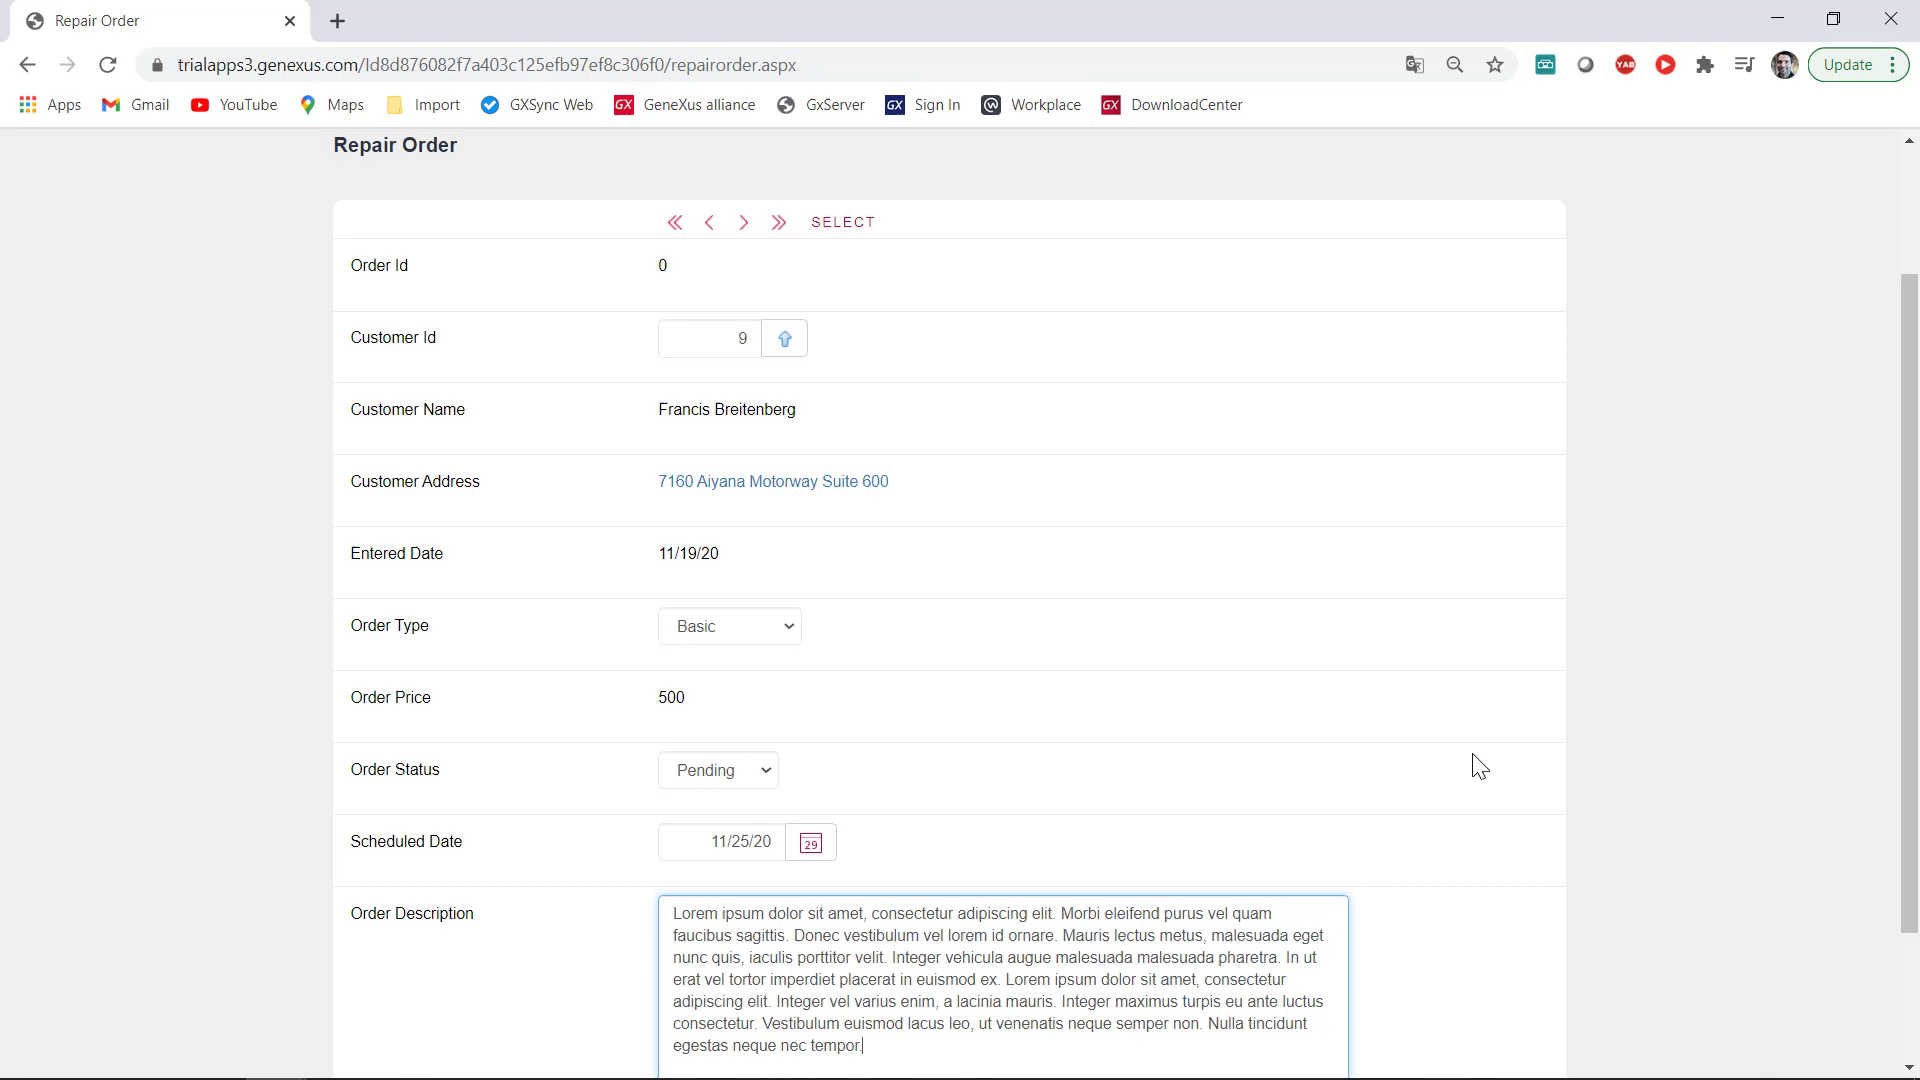 Repair Order
trialapps3.genexus.com/Id8d876082f7a403c125efb97ef8c306f0/repairorder.aspx
YAB
Update
Apps
Gmail
YouTube
Maps
Import
GXSync Web
GX
GeneXus alliance
GxServer
GX
Sign In
Workplace
GX
DownloadCenter
Repair Order
SELECT
Order Id
0
Customer Id
9
Customer Name
Francis Breitenberg
Customer Address
7160 Aiyana Motorway Suite 600
Entered Date
11/19/20
Order Type
Basic
Order Price
500
Order Status
Pending
Scheduled Date
11/25/20
29
Order Description
Lorem ipsum dolor sit amet, consectetur adipiscing elit. Morbi eleifend purus vel quam
faucibus sagittis. Donec vestibulum vel lorem id ornare. Mauris lectus metus, malesuada eget
nunc quis, iaculis porttitor velit. Integer vehicula augue malesuada malesuada pharetra. In ut
erat vel tortor imperdiet placerat in euismod ex. Lorem ipsum dolor sit amet, consectetur
adipiscing elit. Integer vel varius enim, a lacinia mauris. Integer maximus turpis eu ante luctus
consectetur. Vestibulum euismod lacus leo, ut venenatis neque semper non. Nulla tincidunt
egestas neque nec tempor.